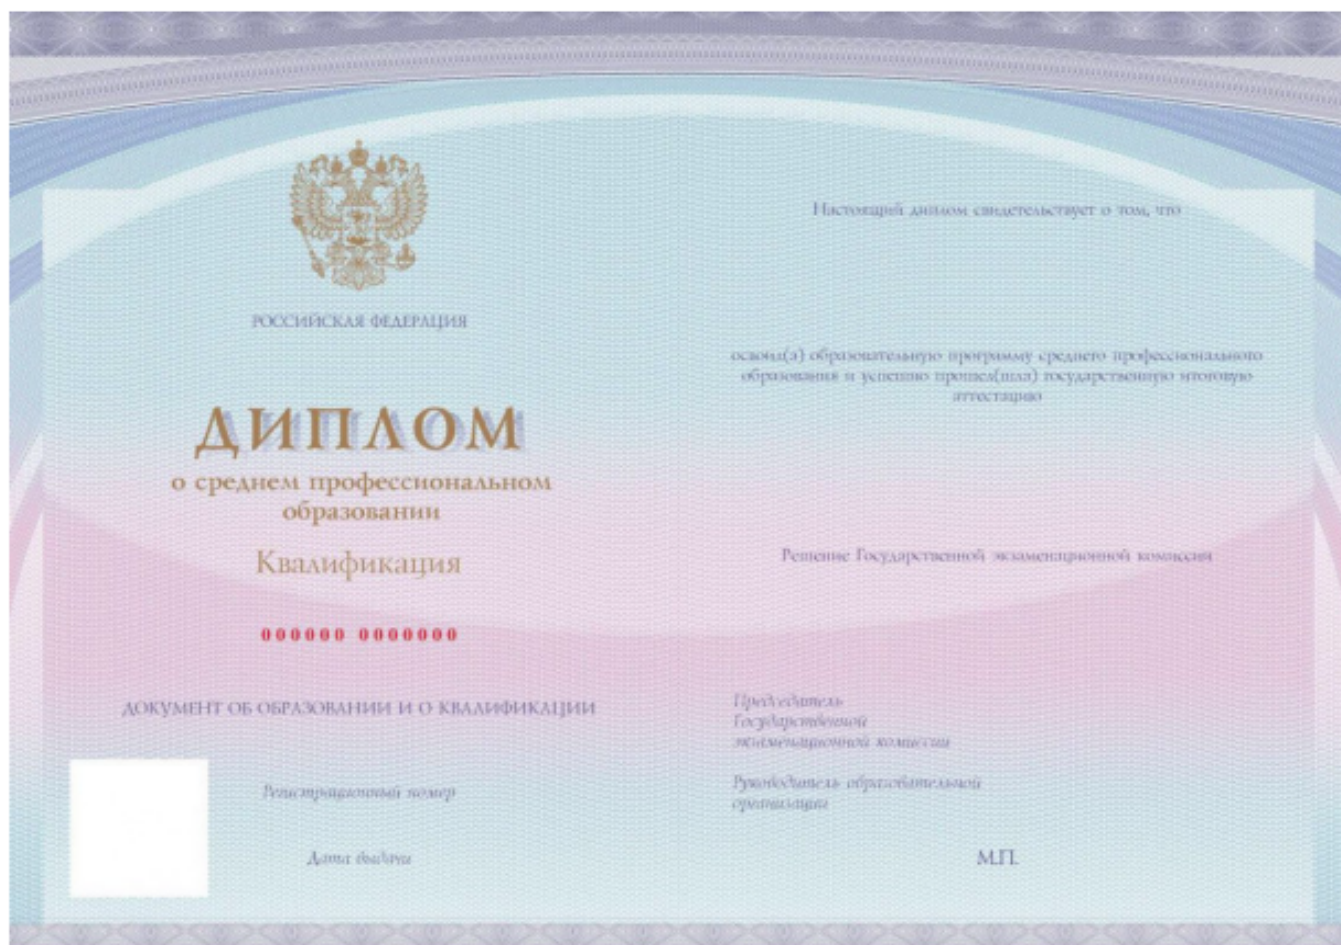 РОССИЙСКАЯ ФЕДЕРАЦИЯ
ДИПЛОМ
о среднем профессиональном
образовании
Квалификация
000000 0000000
ДОКУМЕНТ ОБ ОБРАЗОВАНИИ И О КВАЛИФИКАЦИИ
Регистрационный номер
Дата выдачи
Настоящий диплом свидетельствует о том, что
освоил(а) образовательную программу среднего профессионального
образования и успешно прошел(шла) государственную итоговую
аттестацию
Решение Государственной экзаменационной комиссии
Председатель
Государственной
экзаменационной комиссии
Руководитель образовательной
организации
М.П.